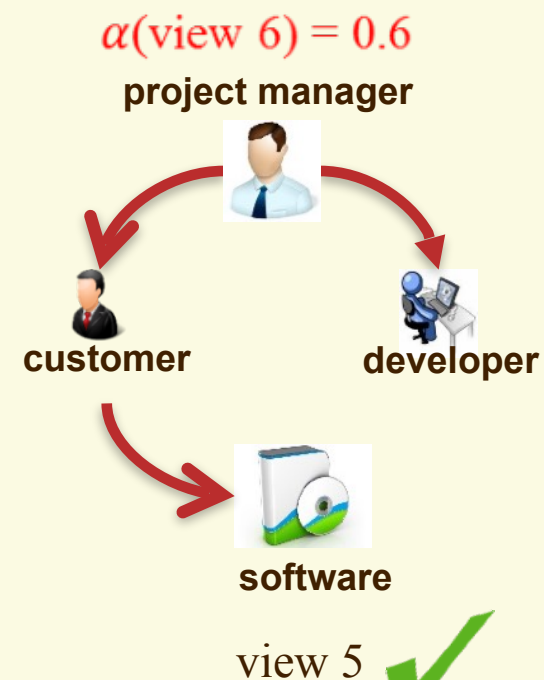 α(view 6) = 0.6
project manager
customer
developer
software
view 5